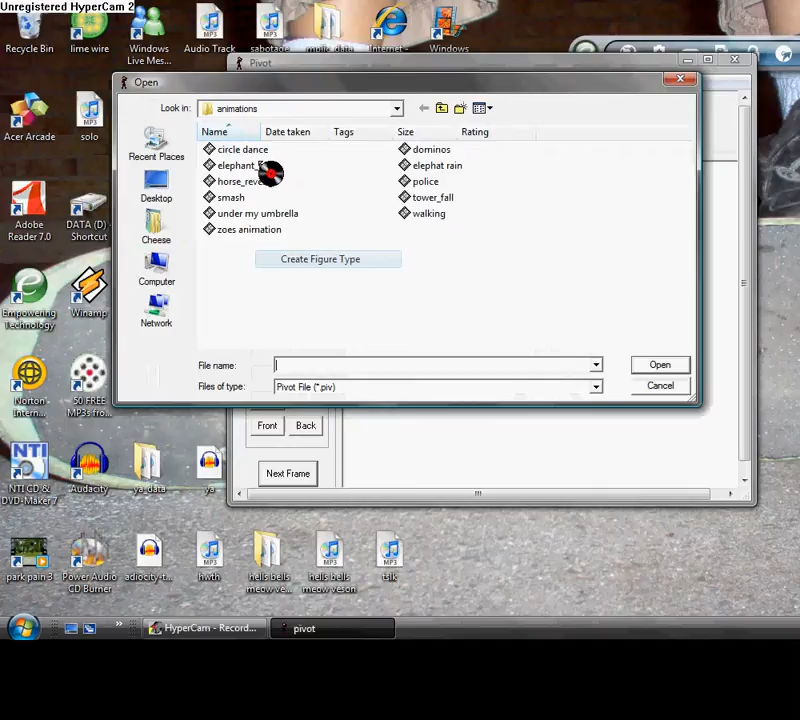 Unregistered HyperCam 2
Recycle Bin
lime wire
Windows
Live Mes...
Audio Track
sabotage
Internet -
Windows
Pivot
Open
Look in:
animations
Name
Date taken
Tags
Size
Rating
circle dance
dominos
elephant
elephat rain
police
smash
tower_fall
under my umbrella
walking
zoes animation
Create Figure Type
Recent Places
Desktop
Cheese
Computer
Network
File name:
Open
Files of type:
Pivot File (*.piv)
Cancel
Front
Back
Next Frame
Acer Arcade
solo
Adobe
Reader 7.0
DATA (D) -
Shortcut
Empowering
Technology
Winamp
Norton
Intern...
50 FREE
MP3s fro...
NTI
NTI CD &
DVD-Maker 7
Audacity
ya_data
ya
park pain 3
Power Audio
CD Burner
adiocity-t...
hwth
hells bells
meow ve...
hells bells
meow veson
tslk
HyperCam - Record...
pivot